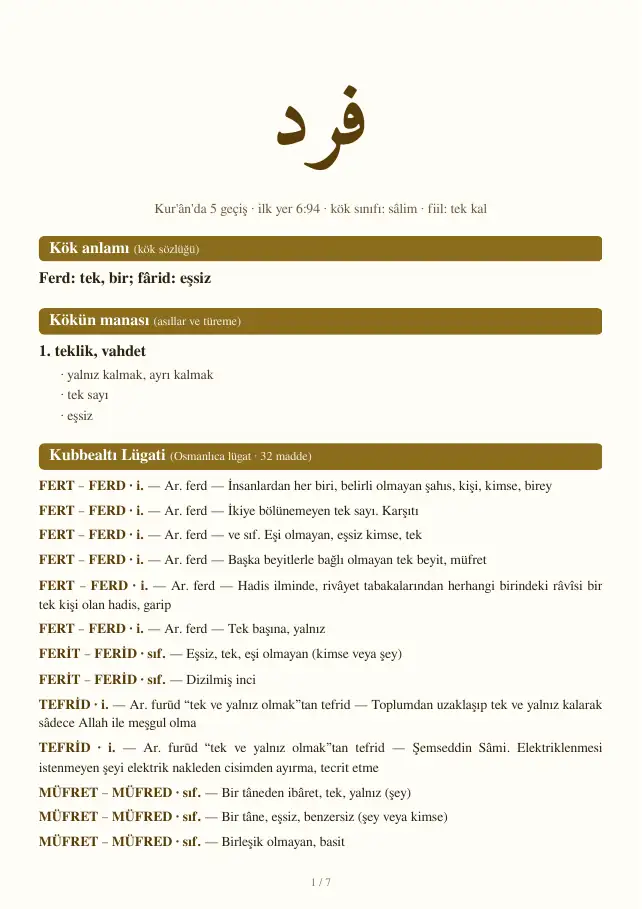 فرد
Kur'ân'da 5 geçiş · ilk yer 6:94 · kök sınıfı: sâlim · fiil: tek kal
Kök anlamı (kök sözlüğü)
Ferd: tek, bir; fârid: eşsiz
Kökün manası (asıllar ve türeme)
1. teklik, vahdet
· yalnız kalmak, ayrı kalmak
· tek sayı
· eşsiz
Kubbealtı Lügati (Osmanlıca lügat · 32 madde)
FERT – FERD · i. — Ar. ferd — İnsanlardan her biri, belirli olmayan şahıs, kişi, kimse, birey
FERT – FERD · i. — Ar. ferd — İkiye bölünemeyen tek sayı. Karşıtı
FERT – FERD · i. — Ar. ferd — ve sıf. Eşi olmayan, eşsiz kimse, tek
FERT – FERD · i. — Ar. ferd — Başka beyitlerle bağlı olmayan tek beyit, müfret
FERT – FERD · i. — Ar. ferd — Hadis ilminde, rivâyet tabakalarından herhangi birindeki râvîsi bir
tek kişi olan hadis, garip
FERT – FERD · i. — Ar. ferd — Tek başına, yalnız
FERİT – FERİD · sıf. — Eşsiz, tek, eşi olmayan (kimse veya şey)
FERİT – FERİD · sıf. — Dizilmiş inci
TEFRİD · i. — Ar. furūd “tek ve yalnız olmak”tan tefrid — Toplumdan uzaklaşıp tek ve yalnız kalarak
sâdece Allah ile meşgul olma
TEFRİD · i. — Ar. furūd “tek ve yalnız olmak”tan tefrid — Şemseddin Sâmi. Elektriklenmesi
istenmeyen şeyi elektrik nakleden cisimden ayırma, tecrit etme
MÜFRET – MÜFRED · sıf. — Bir tâneden ibâret, tek, yalnız (şey)
MÜFRET – MÜFRED · sıf. — Bir tâne, eşsiz, benzersiz (şey veya kimse)
MÜFRET – MÜFRED · sıf. — Birleşik olmayan, basit
1 / 7